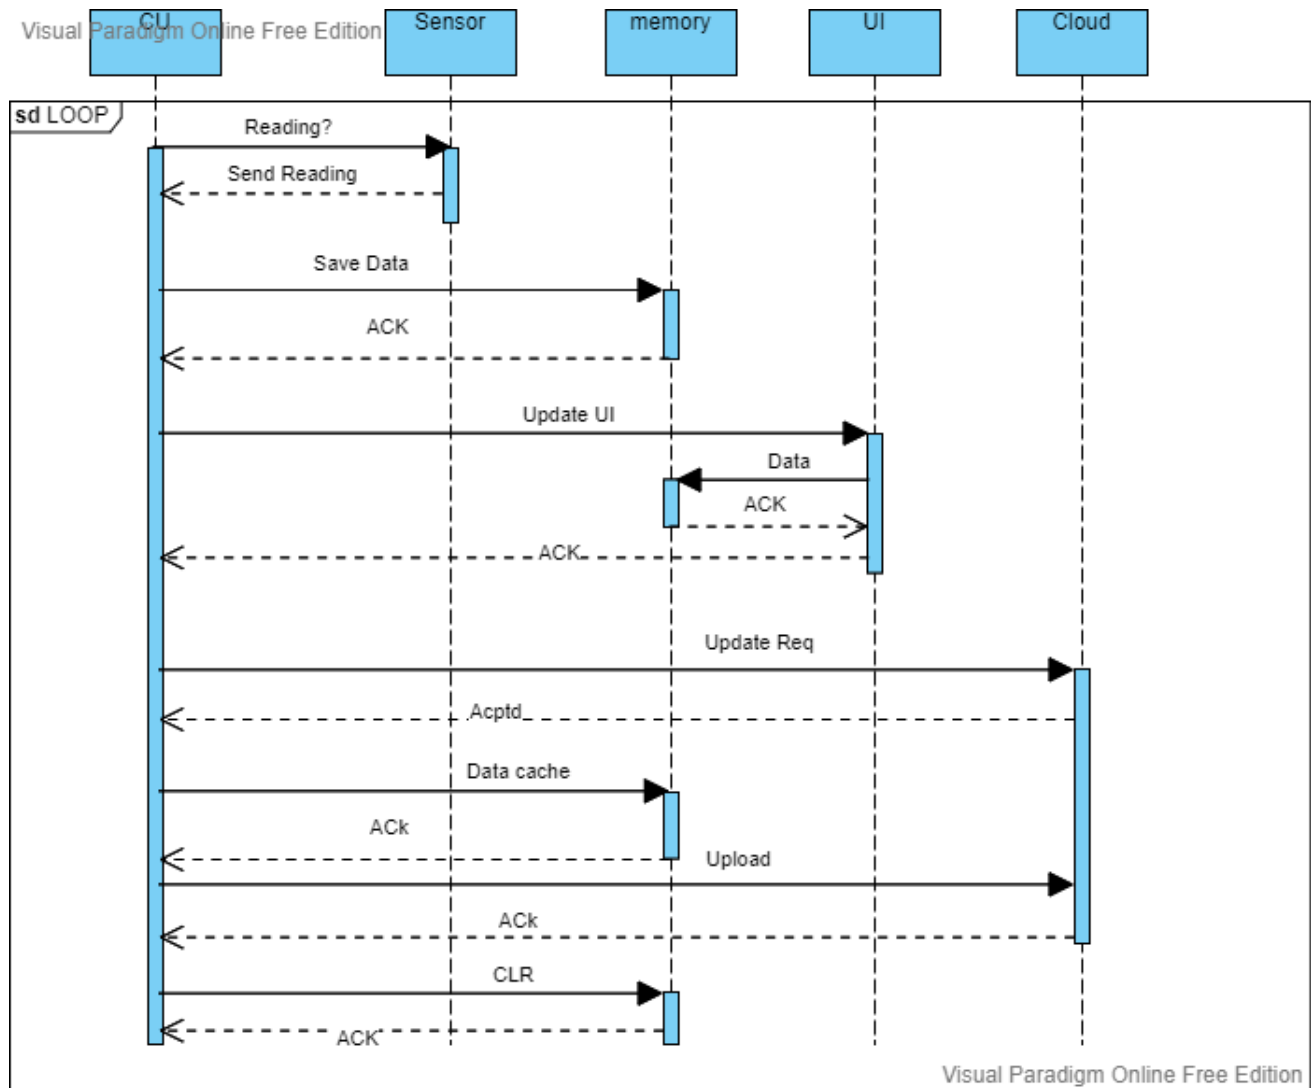 CU
Sensor
memory
UI
Cloud
Visual Paradigm Online Free Edition
sd LOOP
Reading?
Send Reading
Save Data
ACK
Update UI
Data
ACK
ACK
Update Req
Acptd
Data cache
ACk
Upload
ACk
CLR
ACK
Visual Paradigm Online Free Edition